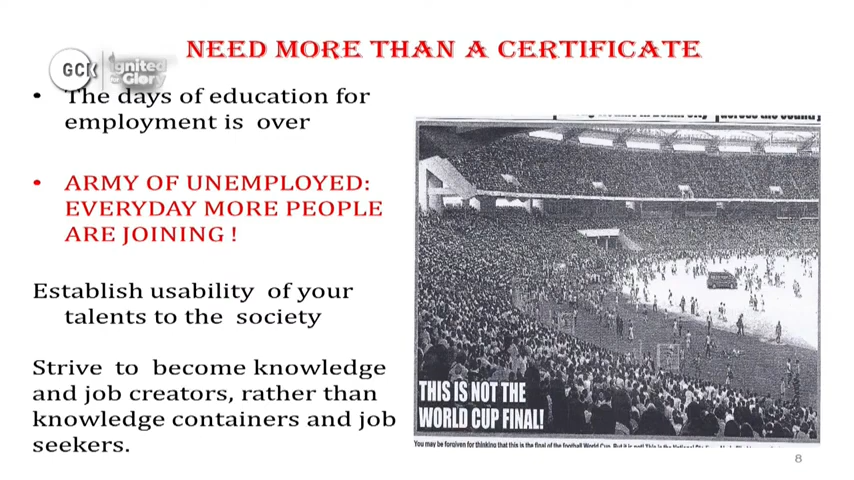 NEED MORE THAN A CERTIFICATE
GCK
Ignited
Glory
• The days of education for
employment is over
• ARMY OF UNEMPLOYED:
EVERYDAY MORE PEOPLE
ARE JOINING !
Establish usability of your
talents to the society
Strive to become knowledge
and job creators, rather than
knowledge containers and job
seekers.
across the country
THIS IS NOT THE
WORLD CUP FINAL!
You may be forgiven for thinking that this is the final of the football World Cup. But it is not! This is the National
8